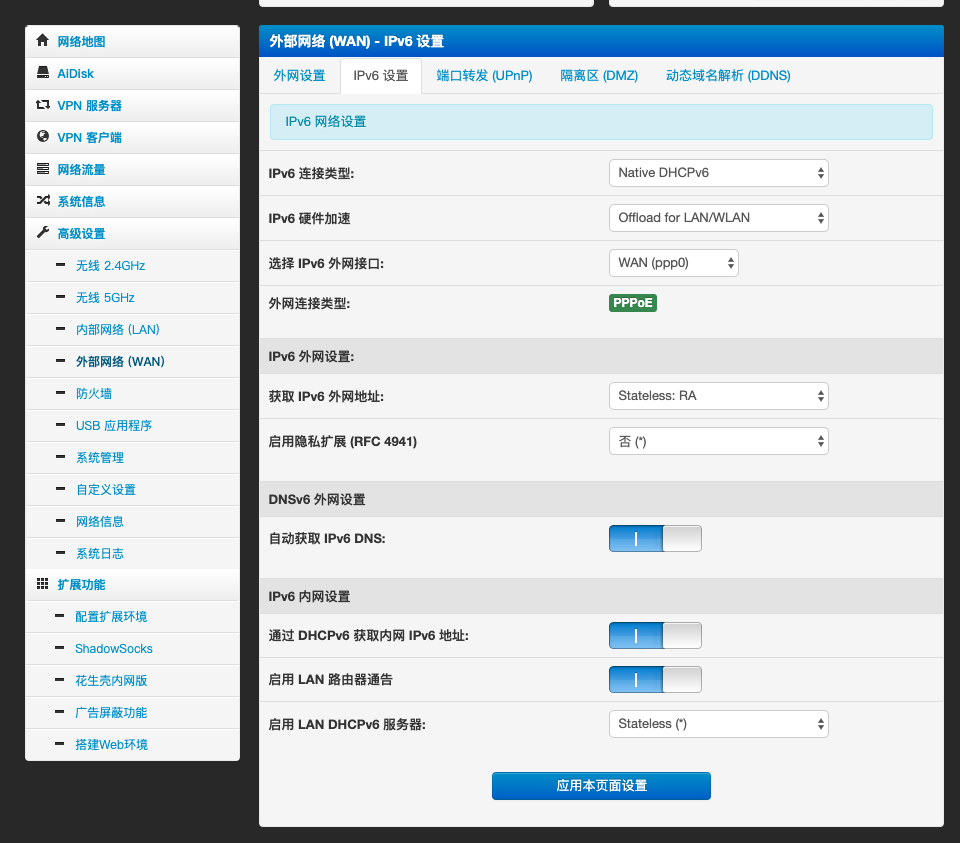 网络地图
AiDisk
VPN 服务器
VPN 客户端
网络流量
系统信息
高级设置
无线 2.4GHz
无线 5GHz
内部网络 (LAN)
外部网络 (WAN)
防火墙
USB 应用程序
系统管理
自定义设置
网络信息
系统日志
扩展功能
配置扩展环境
ShadowSocks
花生壳内网版
广告屏蔽功能
搭建Web环境
外部网络 (WAN) - IPv6 设置
外网设置 IPv6 设置 端口转发 (UPnP) 隔离区 (DMZ) 动态域名解析 (DDNS)
IPv6 网络设置
IPv6 连接类型: Native DHCPv6
IPv6 硬件加速 Offload for LAN/WLAN
选择 IPv6 外网接口: WAN (ppp0)
外网连接类型: PPPoE
IPv6 外网设置:
获取 IPv6 外网地址: Stateless: RA
启用隐私扩展 (RFC 4941) 否 (*)
DNSv6 外网设置
自动获取 IPv6 DNS:
IPv6 内网设置
通过 DHCPv6 获取内网 IPv6 地址:
启用 LAN 路由器通告
启用 LAN DHCPv6 服务器: Stateless (*)
应用本页面设置